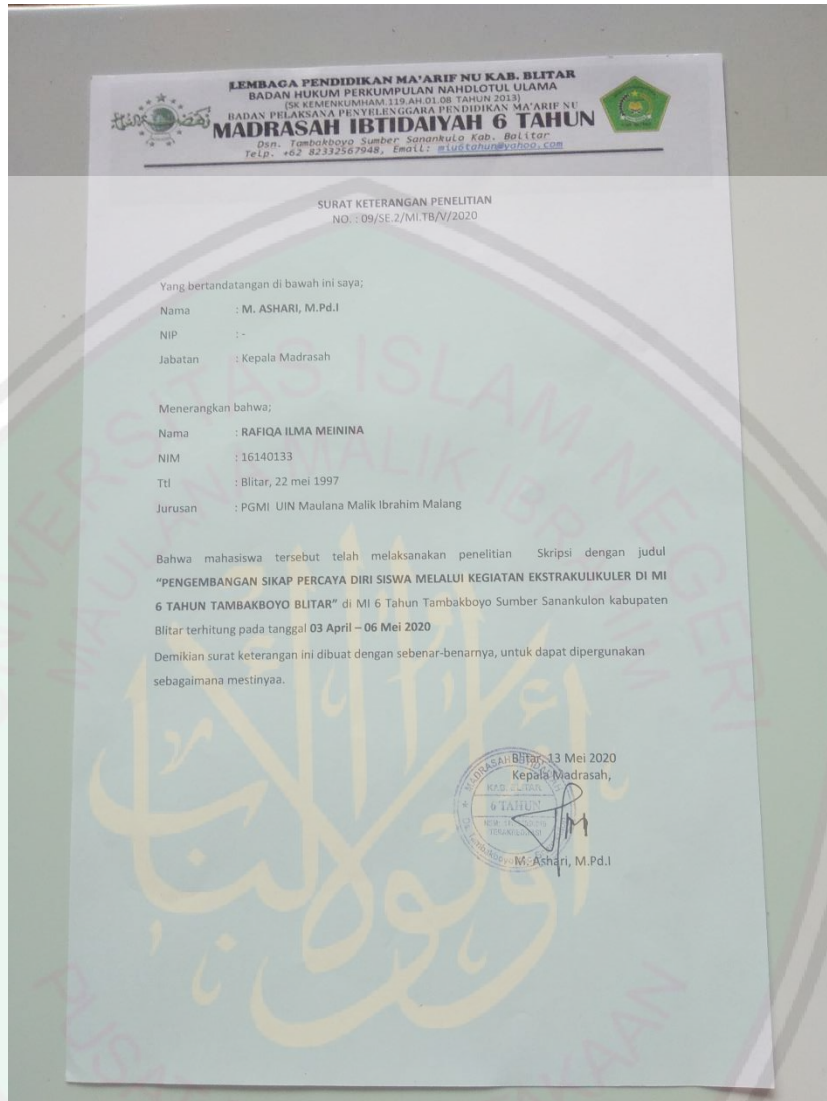 LEMBAGA PENDIDIKAN MA'ARIF NU KAB. BLITAR
BADAN HUKUM PERKUMPULAN NAHDLOTUL ULAMA
(SK KEMENKUMHAM.119.AH.01.08 TAHUN 2013)
BADAN PELAKSANA PENYELENGGARA PENDIDIKAN MA'ARIF NU
MADRASAH IBTIDAIYAH 6 TAHUN
Dsn. Tambakboyo Sumber Sanankulo Kab. Balitar
Telp. +62 82332567948, Email: miu6tahun@yahoo.com
SURAT KETERANGAN PENELITIAN
NO. : 09/SE.2/MI.TB/V/2020
Yang bertandatangan di bawah ini saya;
Nama : M. ASHARI, M.Pd.I
NIP : -
Jabatan : Kepala Madrasah
Menerangkan bahwa;
Nama : RAFIQA ILMA MEININA
NIM : 16140133
Ttl : Blitar, 22 mei 1997
Jurusan : PGMI UIN Maulana Malik Ibrahim Malang
Bahwa mahasiswa tersebut telah melaksanakan penelitian Skripsi dengan judul
"PENGEMBANGAN SIKAP PERCAYA DIRI SISWA MELALUI KEGIATAN EKSTRAKULIKULER DI MI
6 TAHUN TAMBAKBOYO BLITAR" di MI 6 Tahun Tambakboyo Sumber Sanankulon kabupaten
Blitar terhitung pada tanggal 03 April – 06 Mei 2020
Demikian surat keterangan ini dibuat dengan sebenar-benarnya, untuk dapat dipergunakan
sebagaimana mestinyaa.
Blitar, 13 Mei 2020
Kepala Madrasah,
MADRASAH IBTIDAIYAH
6 TAHUN
M. Ashari, M.Pd.I